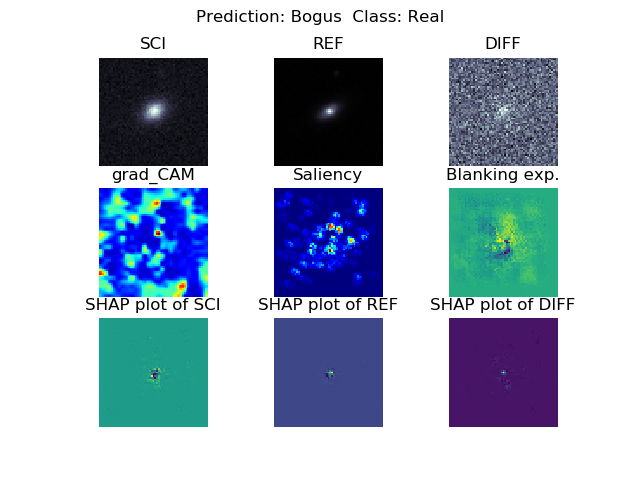 Prediction: Bogus  Class: Real
SCI REF DIFF
grad_CAM Saliency Blanking exp.
SHAP plot of SCI SHAP plot of REF SHAP plot of DIFF